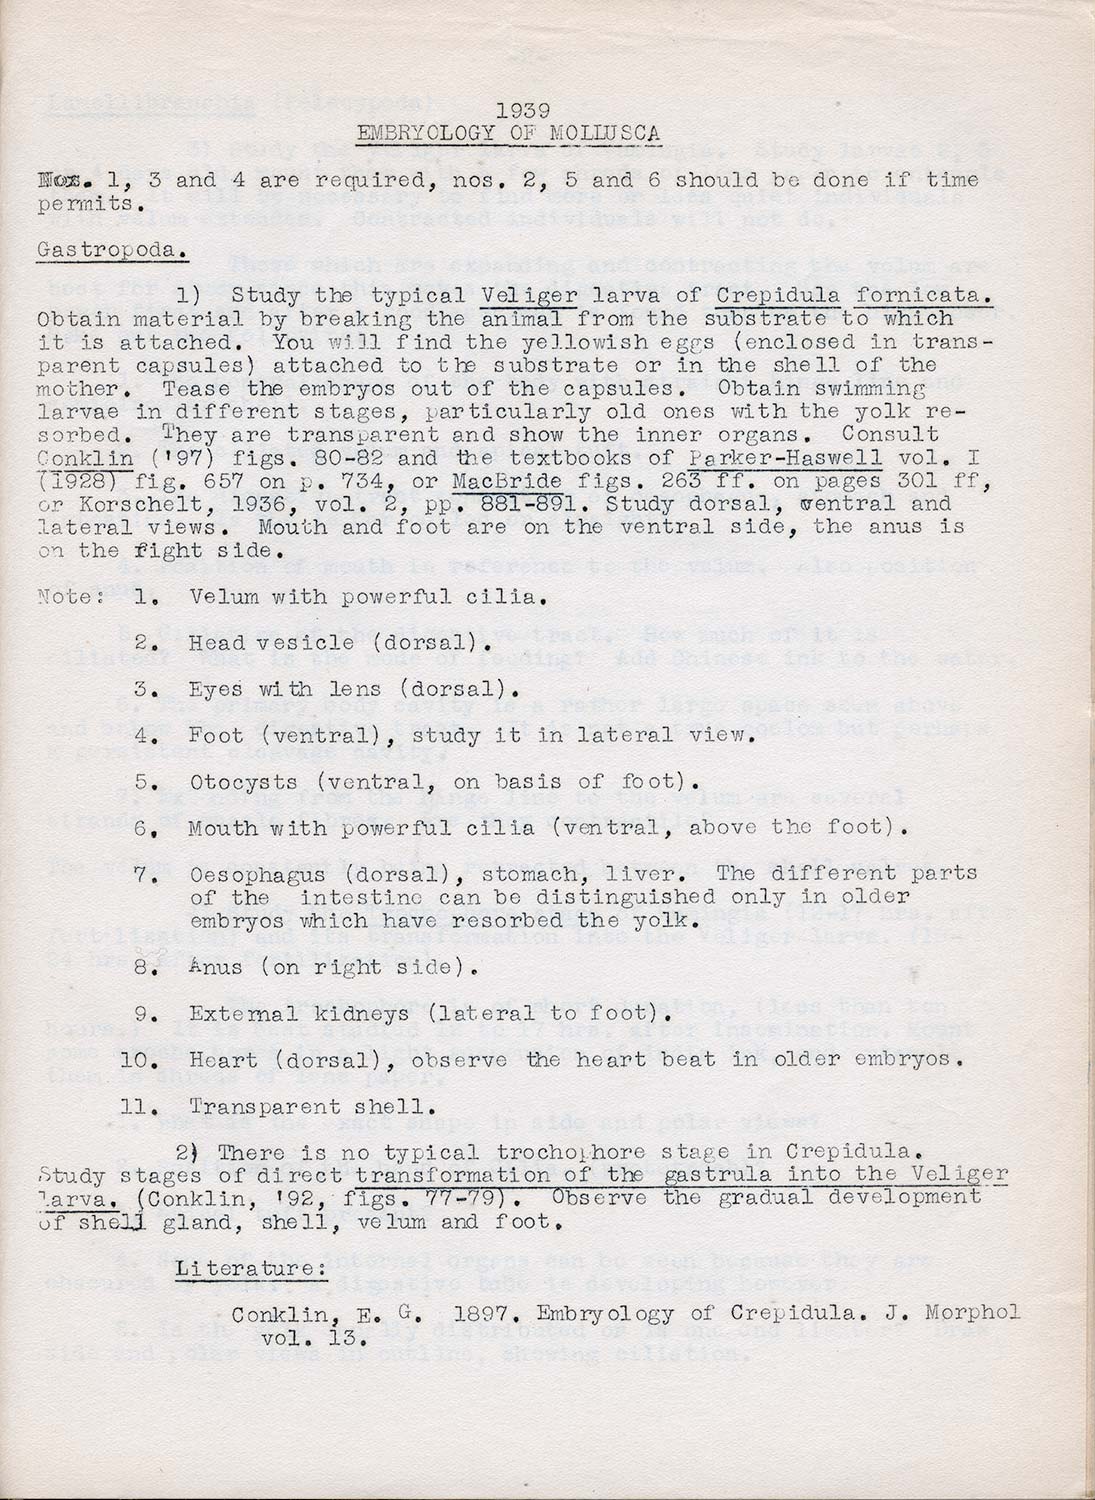 1939
EMBRYOLOGY OF MOLLUSCA
Nos. 1, 3 and 4 are required, nos. 2, 5 and 6 should be done if time
permits.
Gastropoda.
1) Study the typical Veliger larva of Crepidula fornicata.
Obtain material by breaking the animal from the substrate to which
it is attached. You will find the yellowish eggs (enclosed in trans-
parent capsules) attached to the substrate or in the shell of the
mother. Tease the embryos out of the capsules. Obtain swimming
larvae in different stages, particularly old ones with the yolk re-
sorbed. They are transparent and show the inner organs. Consult
Conklin ('97) figs. 80-82 and the textbooks of Parker-Haswell vol. I
(1928) fig. 657 on p. 734, or MacBride figs. 263 ff. on pages 301 ff,
or Korschelt, 1936, vol. 2, pp. 881-891. Study dorsal, ventral and
lateral views. Mouth and foot are on the ventral side, the anus is
on the right side.
Note: 1. Velum with powerful cilia.
2. Head vesicle (dorsal).
3. Eyes with lens (dorsal).
4. Foot (ventral), study it in lateral view.
5. Otocysts (ventral, on basis of foot).
6. Mouth with powerful cilia (ventral, above the foot).
7. Oesophagus (dorsal), stomach, liver. The different parts
of the intestine can be distinguished only in older
embryos which have resorbed the yolk.
8. Anus (on right side).
9. External kidneys (lateral to foot).
10. Heart (dorsal), observe the heart beat in older embryos.
11. Transparent shell.
2) There is no typical trochophore stage in Crepidula.
Study stages of direct transformation of the gastrula into the Veliger
larva. (Conklin, '92, figs. 77-79). Observe the gradual development
of shell gland, shell, velum and foot.
Literature:
Conklin, E. G. 1897. Embryology of Crepidula. J. Morphol
vol. 13.